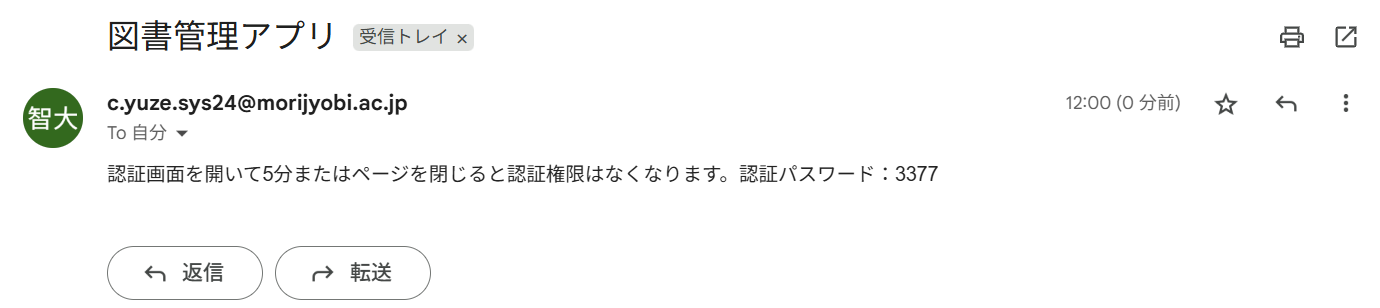 図書管理アプリ 受信トレイ ×
智大 c.yuze.sys24@morijyobi.ac.jp 12:00 (0 分前)
To 自分
認証画面を開いて5分またはページを閉じると認証権限はなくなります。認証パスワード：3377
返信 転送